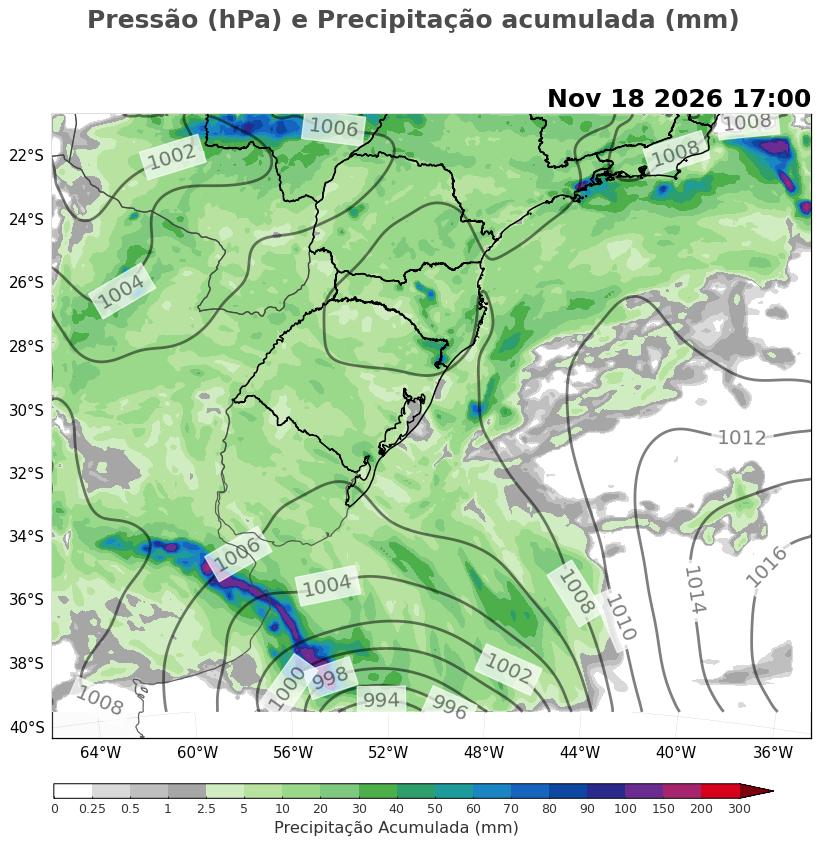 Pressão (hPa) e Precipitação acumulada (mm)
Nov 18 2026 17:00
1006
1008
1002
1008
22°S
24°S
1004
26°S
28°S
30°S
1012
32°S
34°S
1006
1016
1004
1008
1014
36°S
1010
38°S
1002
998
1000
1008
994
996
40°S
64°W 60°W 56°W 52°W 48°W 44°W 40°W 36°W
0 0.25 0.5 1 2.5 5 10 20 30 40 50 60 70 80 90 100 150 200 300
Precipitação Acumulada (mm)